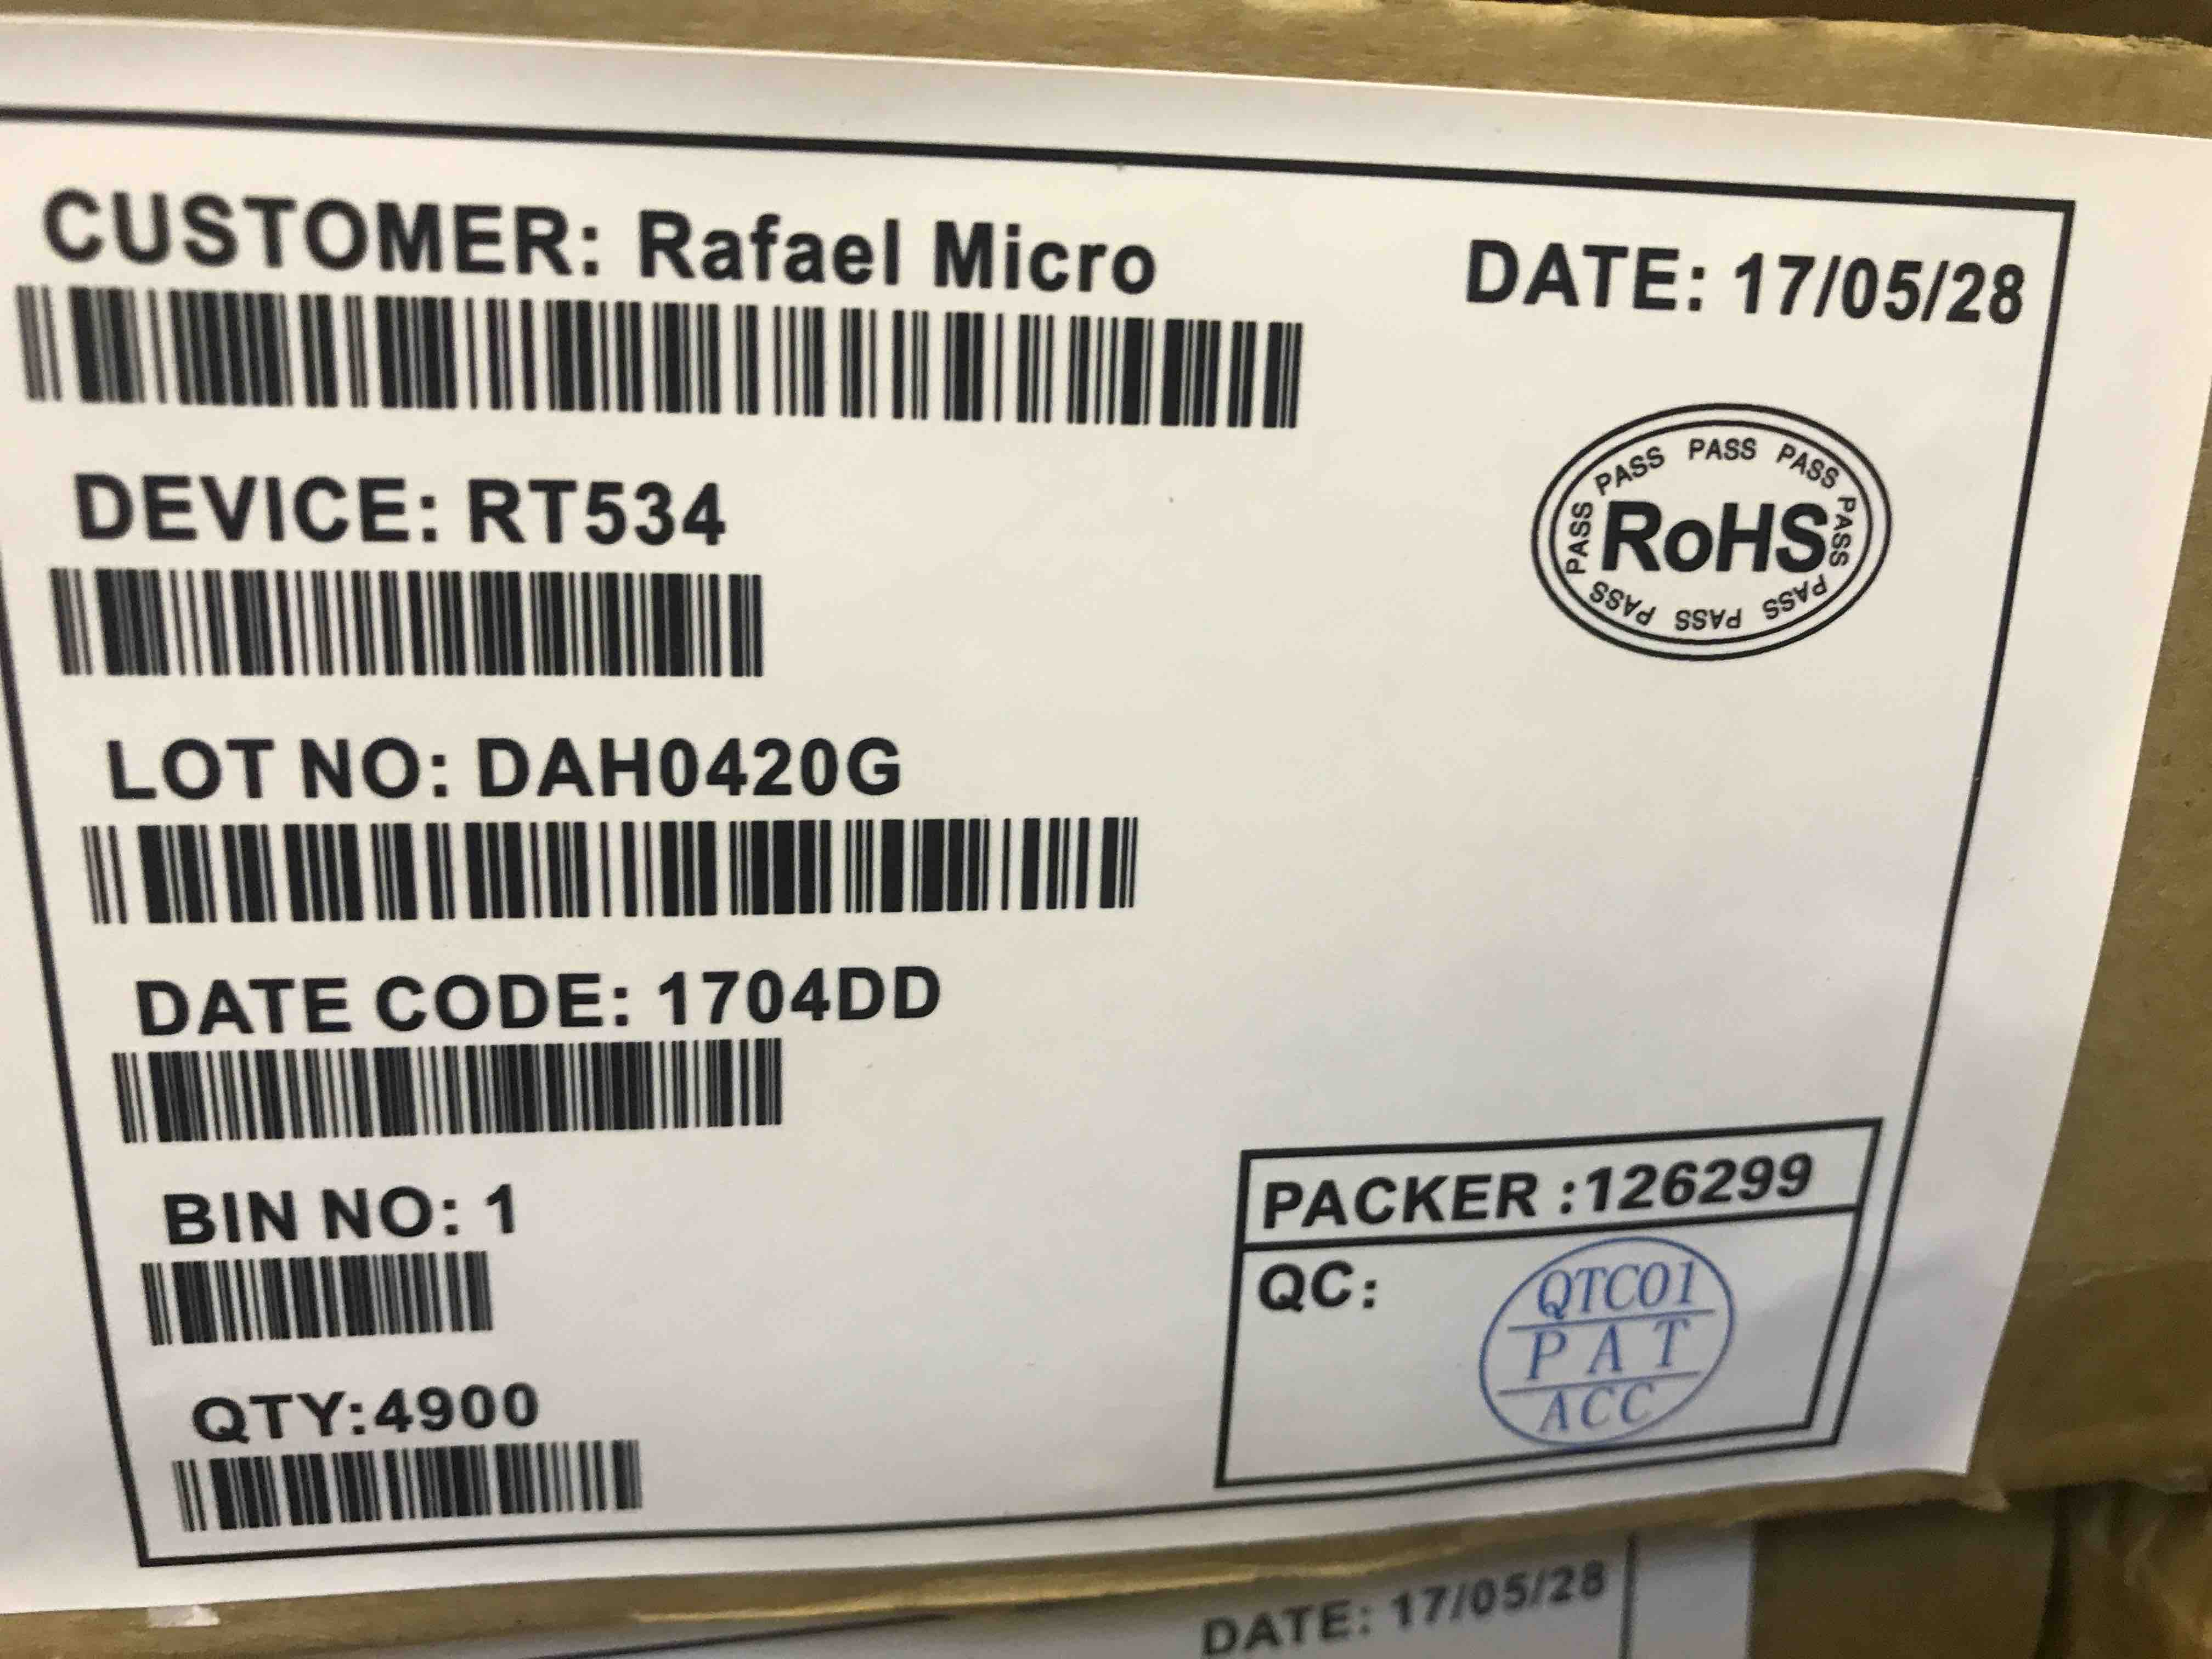 CUSTOMER: Rafael Micro
DATE: 17/05/28
PASS PASS PASS PASS PASS PASS PASS PASS PASS
RoHS
DEVICE: RT534
LOT NO: DAH0420G
DATE CODE: 1704DD
BIN NO: 1
QTY:4900
PACKER :126299
QC:
QTC01
PAT
ACC
DATE: 17/05/28